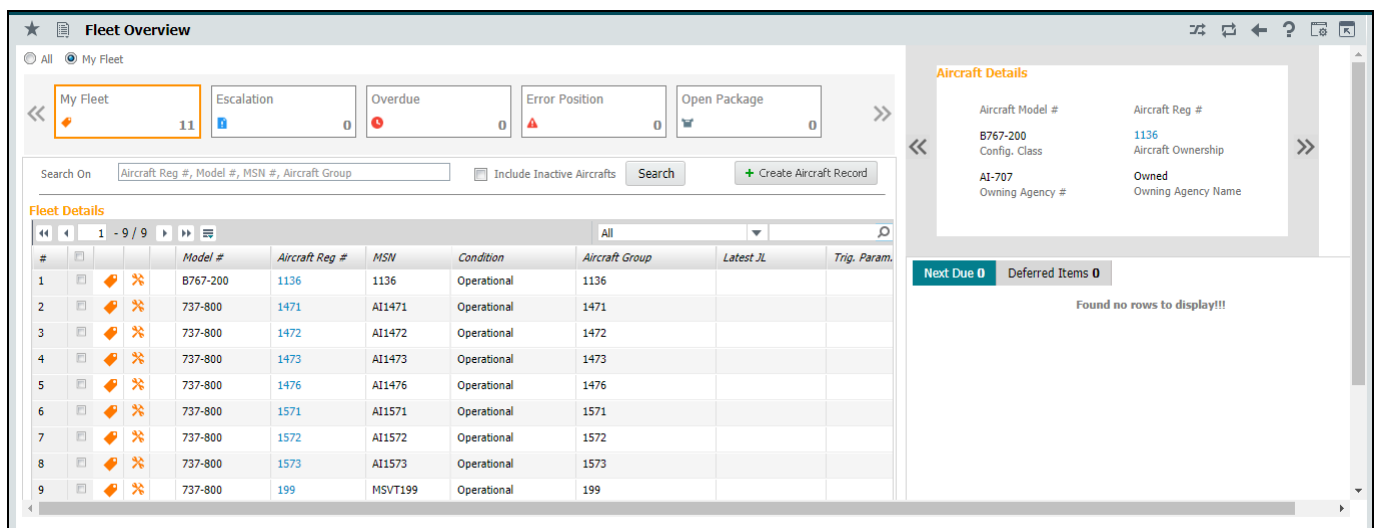 Fleet Overview
All My Fleet
My Fleet 11
Escalation 0
Overdue 0
Error Position 0
Open Package 0
Search On Aircraft Reg #, Model #, MSN #, Aircraft Group Include Inactive Aircrafts Search + Create Aircraft Record
Fleet Details
1 - 9 / 9 All
# Model # Aircraft Reg # MSN Condition Aircraft Group Latest JL Trig. Param.
1 B767-200 1136 1136 Operational 1136
2 737-800 1471 AI1471 Operational 1471
3 737-800 1472 AI1472 Operational 1472
4 737-800 1473 AI1473 Operational 1473
5 737-800 1476 AI1476 Operational 1476
6 737-800 1571 AI1571 Operational 1571
7 737-800 1572 AI1572 Operational 1572
8 737-800 1573 AI1573 Operational 1573
9 737-800 199 MSVT199 Operational 199
Aircraft Details
Aircraft Model # Aircraft Reg #
B767-200 1136
Config. Class Aircraft Ownership
AI-707 Owned
Owning Agency # Owning Agency Name
Next Due 0 Deferred Items 0
Found no rows to display!!!